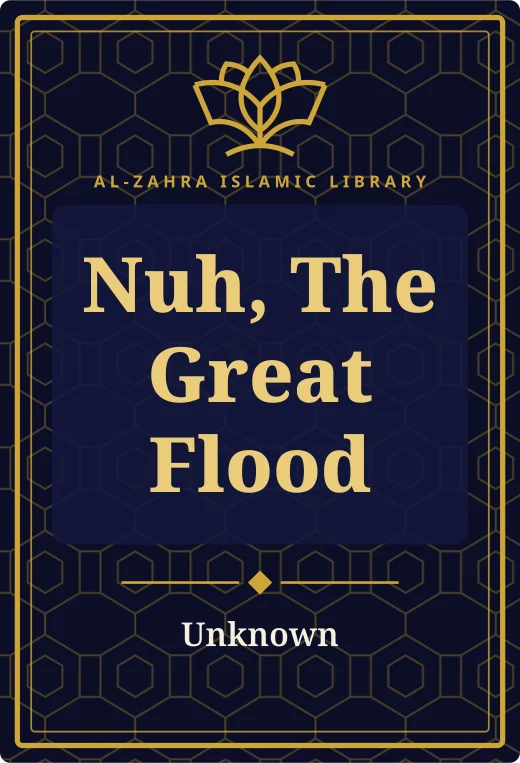 AL-ZAHRA ISLAMIC LIBRARY
Nuh, The
Great
Flood
Unknown